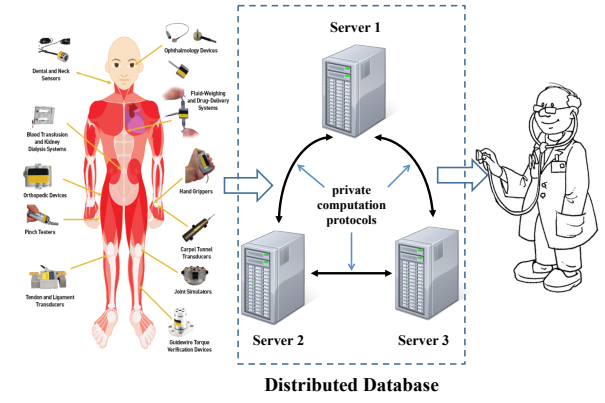 Server 1
Ophthalmology Devices
Dental and Neck
Sensors
Fluid-Weighing
and Drug-Delivery
Systems
Blood Transfusion
and Kidney
Dialysis Systems
Orthopedic Devices
Hand Grippers
private
computation
protocols
Pinch Testers
Carpel Tunnel
Transducers
Tendon and Ligament
Transducers
Joint Simulators
Guidewire Torque
Verification Devices
Server 2
Server 3
Distributed Database